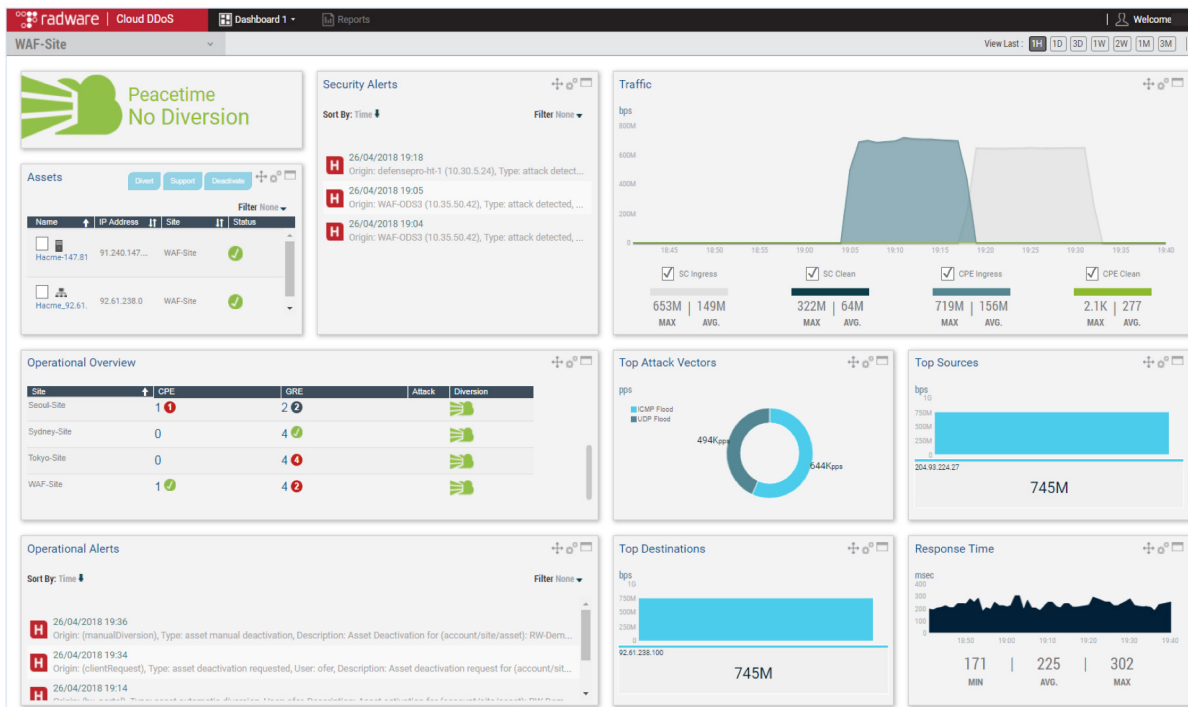 radware | Cloud DDoS
Dashboard 1
Reports
Welcome
WAF-Site
View Last : 1H 1D 3D 1W 2W 1M 3M
Peacetime
No Diversion
Assets
Divert Support Deactivate
Filter None
Name IP Address Site Status
Hacme-147.81 91.240.147.... WAF-Site
Hacme_92.61. 92.61.238.0 WAF-Site
Security Alerts
Sort By: Time Filter None
H 26/04/2018 19:18
Origin: defensepro-ht-1 (10.30.5.24), Type: attack detect...
H 26/04/2018 19:05
Origin: WAF-ODS3 (10.35.50.42), Type: attack detected, ...
H 26/04/2018 19:04
Origin: WAF-ODS3 (10.35.50.42), Type: attack detected, ...
Traffic
bps
800M
600M
400M
200M
0
18:45 18:50 18:55 19:00 19:05 19:10 19:15 19:20 19:25 19:30 19:35 19:40
SC Ingress SC Clean CPE Ingress CPE Clean
653M | 149M 322M | 64M 719M | 156M 2.1K | 277
MAX AVG. MAX AVG. MAX AVG. MAX AVG.
Operational Overview
Site CPE GRE Attack Diversion
Seoul-Site 1 1 2 2
Sydney-Site 0 4
Tokyo-Site 0 4 4
WAF-Site 1 4 2
Top Attack Vectors
pps
ICMP Flood
UDP Flood
494Kpps
644Kpps
Top Sources
bps
1G
750M
500M
250M
0
204.93.224.27
745M
Operational Alerts
Sort By: Time Filter None
H 26/04/2018 19:36
Origin: (manualDiversion), Type: asset manual deactivation, Description: Asset Deactivation for (account/site/asset): RW-Dem...
H 26/04/2018 19:34
Origin: (clientRequest), Type: asset deactivation requested, User: ofer, Description: Asset deactivation request for (account/sit...
H 26/04/2018 19:14
Top Destinations
bps
1G
750M
500M
250M
0
92.61.238.100
745M
Response Time
msec
400
300
200
100
0
18:50 19:00 19:10 19:20 19:30 19:40
171 | 225 | 302
MIN AVG. MAX